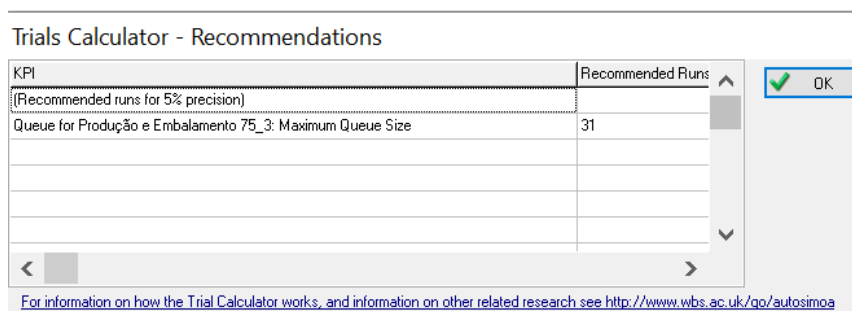 Trials Calculator - Recommendations
KPI Recommended Runs
OK
(Recommended runs for 5% precision)
Queue for Produção e Embalamento 75_3: Maximum Queue Size 31
For information on how the Trial Calculator works, and information on other related research see http://www.wbs.ac.uk/go/autosimoa